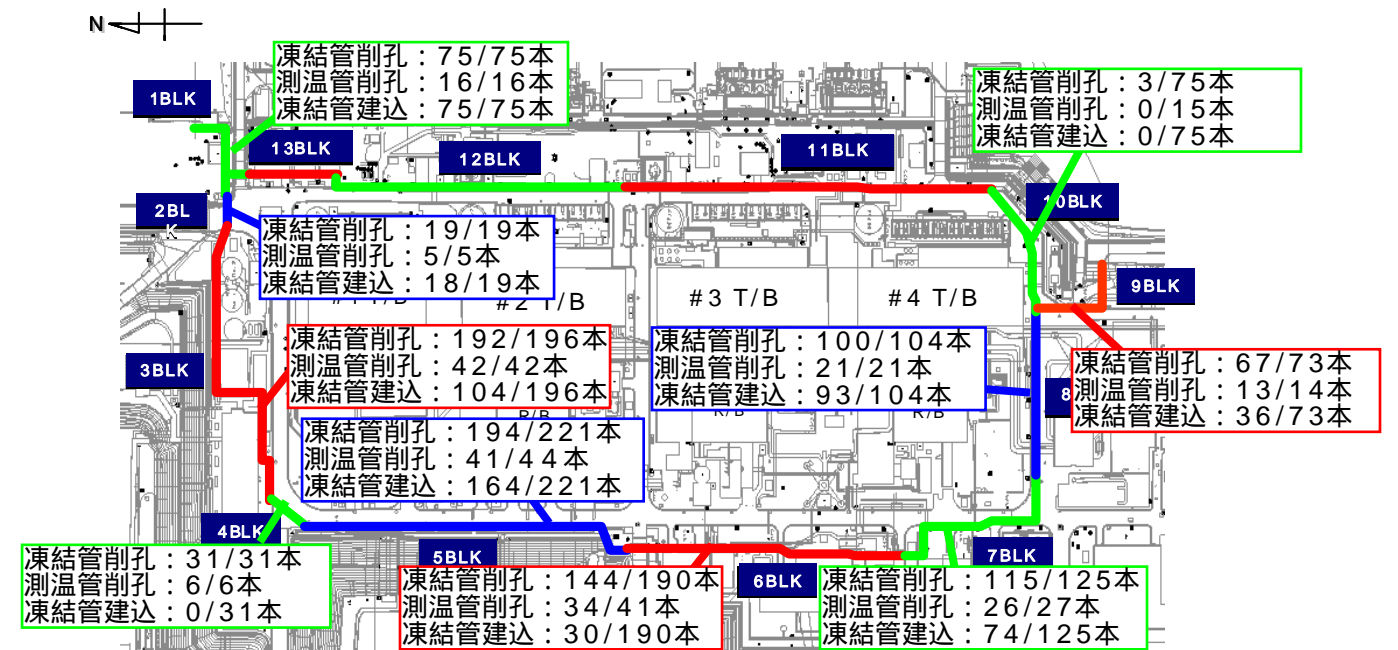 N
凍結管削孔：75/75本
測温管削孔：16/16本
凍結管建込：75/75本
凍結管削孔：3/75本
測温管削孔：0/15本
凍結管建込：0/75本
1BLK
13BLK
12BLK
11BLK
10BLK
2BL
K
凍結管削孔：19/19本
測温管削孔：5/5本
凍結管建込：18/19本
9BLK
#2 T/B
#3 T/B
#4 T/B
3BLK
凍結管削孔：192/196本
測温管削孔：42/42本
凍結管建込：104/196本
凍結管削孔：100/104本
測温管削孔：21/21本
凍結管建込：93/104本
8
凍結管削孔：67/73本
測温管削孔：13/14本
凍結管建込：36/73本
R/B
R/B
R/B
凍結管削孔：194/221本
測温管削孔：41/44本
凍結管建込：164/221本
4BLK
5BLK
6BLK
7BLK
凍結管削孔：31/31本
測温管削孔：6/6本
凍結管建込：0/31本
凍結管削孔：144/190本
測温管削孔：34/41本
凍結管建込：30/190本
凍結管削孔：115/125本
測温管削孔：26/27本
凍結管建込：74/125本